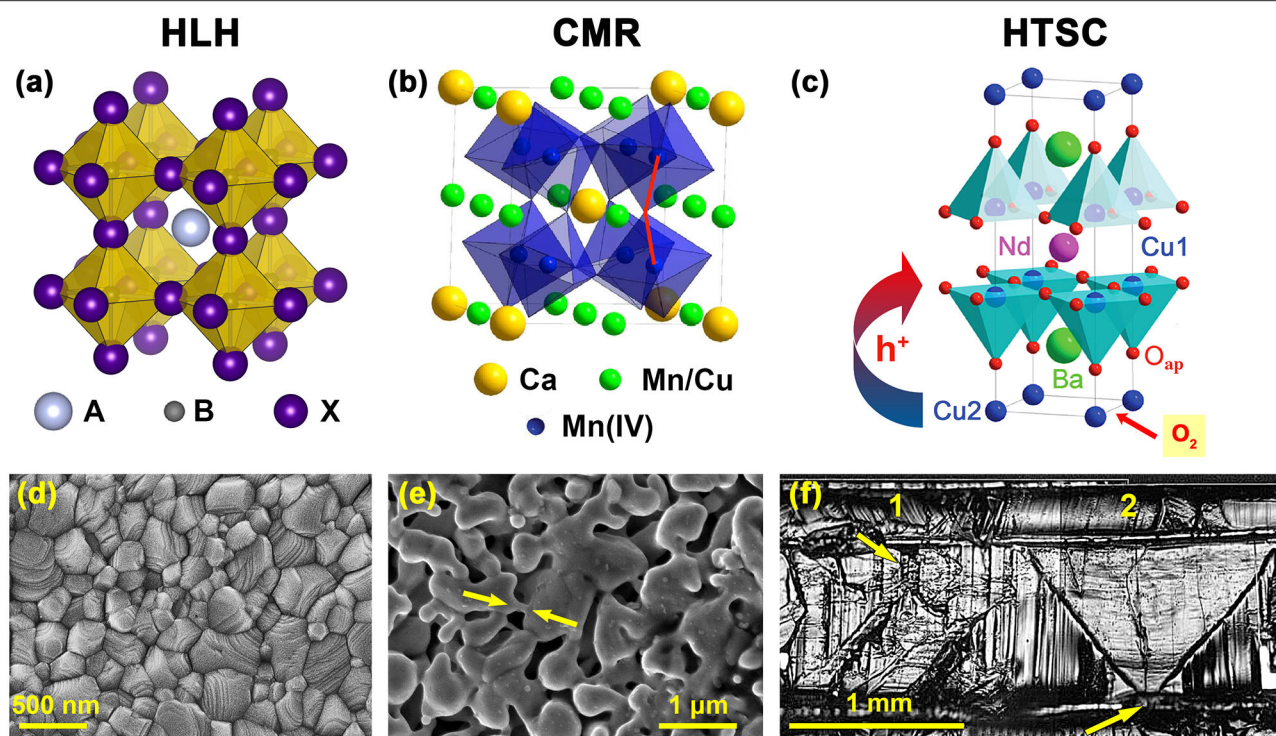 HLH
CMR
HTSC
(a)
(b)
(c)
A
B
X
Ca
Mn/Cu
Mn(IV)
Nd
Cu1
h⁺
Oₐₚ
Ba
Cu2
O₂
(d)
500 nm
(e)
1 μm
(f)
1
2
1 mm